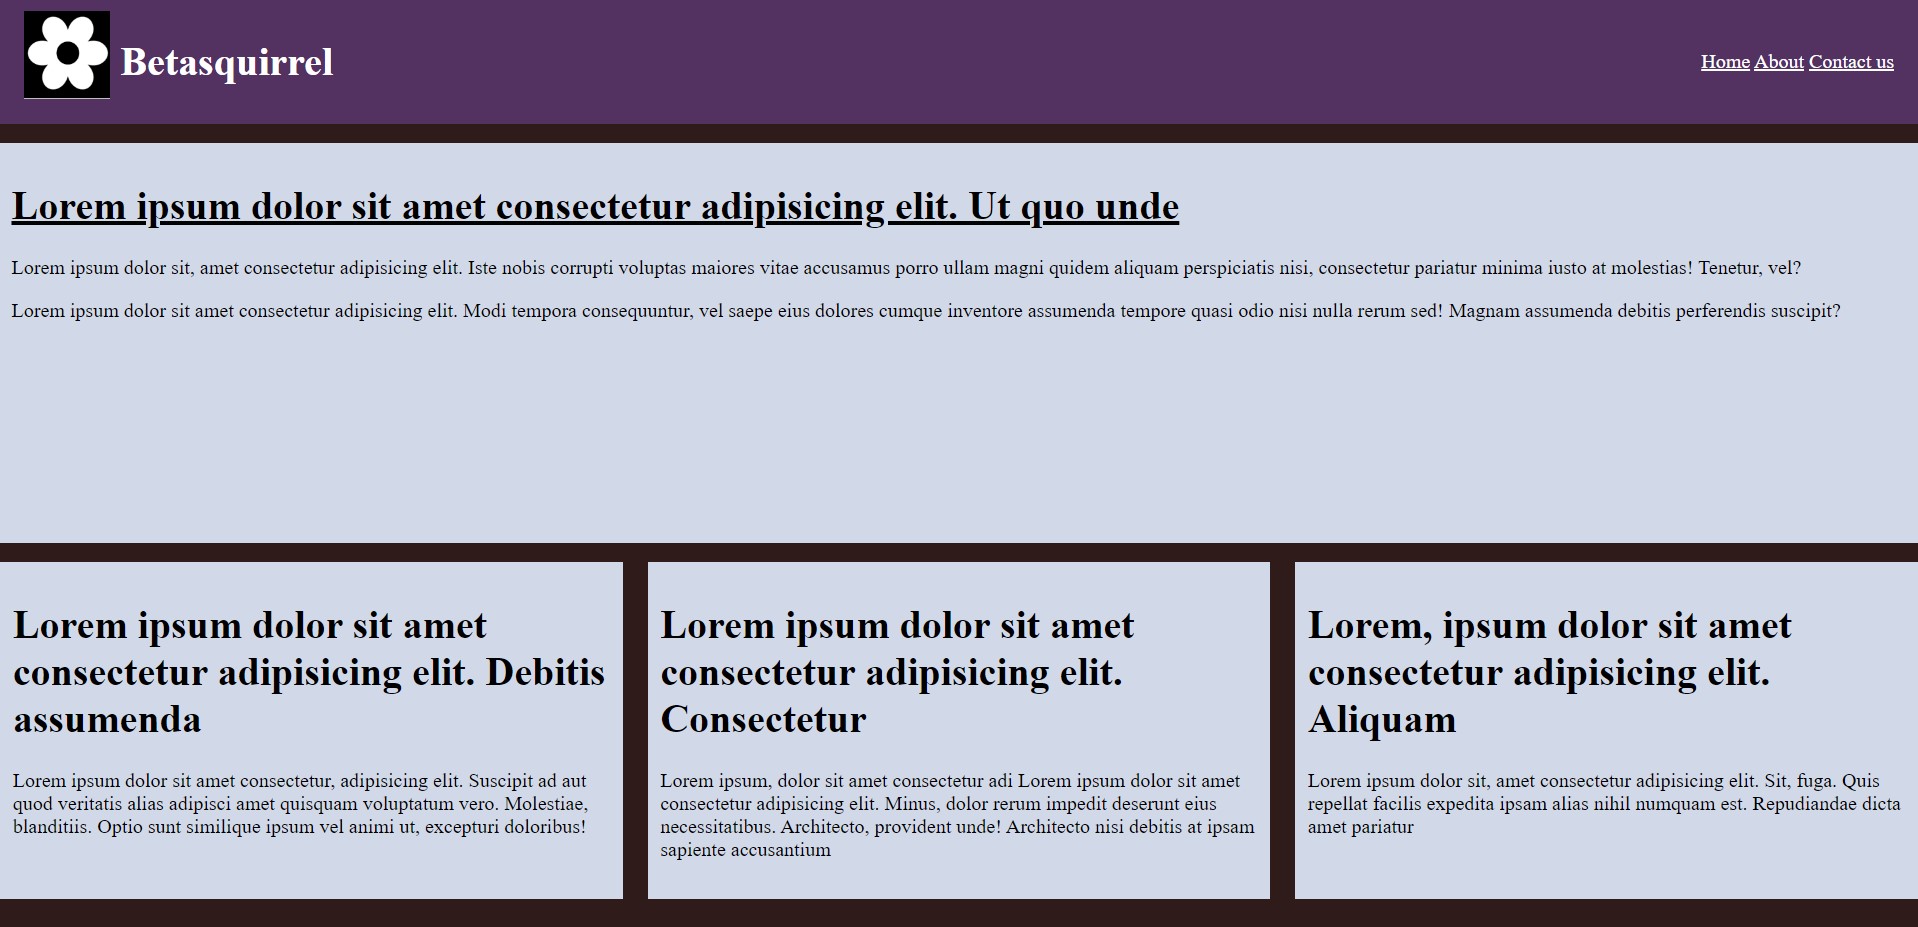 Betasquirrel
Home About Contact us
Lorem ipsum dolor sit amet consectetur adipisicing elit. Ut quo unde
Lorem ipsum dolor sit, amet consectetur adipisicing elit. Iste nobis corrupti voluptas maiores vitae accusamus porro ullam magni quidem aliquam perspiciatis nisi, consectetur pariatur minima iusto at molestias! Tenetur, vel?
Lorem ipsum dolor sit amet consectetur adipisicing elit. Modi tempora consequuntur, vel saepe eius dolores cumque inventore assumenda tempore quasi odio nisi nulla rerum sed! Magnam assumenda debitis perferendis suscipit?
Lorem ipsum dolor sit amet
consectetur adipisicing elit. Debitis
assumenda
Lorem ipsum dolor sit amet consectetur, adipisicing elit. Suscipit ad aut
quod veritatis alias adipisci amet quisquam voluptatum vero. Molestiae,
blanditiis. Optio sunt similique ipsum vel animi ut, excepturi doloribus!
Lorem ipsum dolor sit amet
consectetur adipisicing elit.
Consectetur
Lorem ipsum, dolor sit amet consectetur adi Lorem ipsum dolor sit amet
consectetur adipisicing elit. Minus, dolor rerum impedit deserunt eius
necessitatibus. Architecto, provident unde! Architecto nisi debitis at ipsam
sapiente accusantium
Lorem, ipsum dolor sit amet
consectetur adipisicing elit.
Aliquam
Lorem ipsum dolor sit, amet consectetur adipisicing elit. Sit, fuga. Quis
repellat facilis expedita ipsam alias nihil numquam est. Repudiandae dicta
amet pariatur